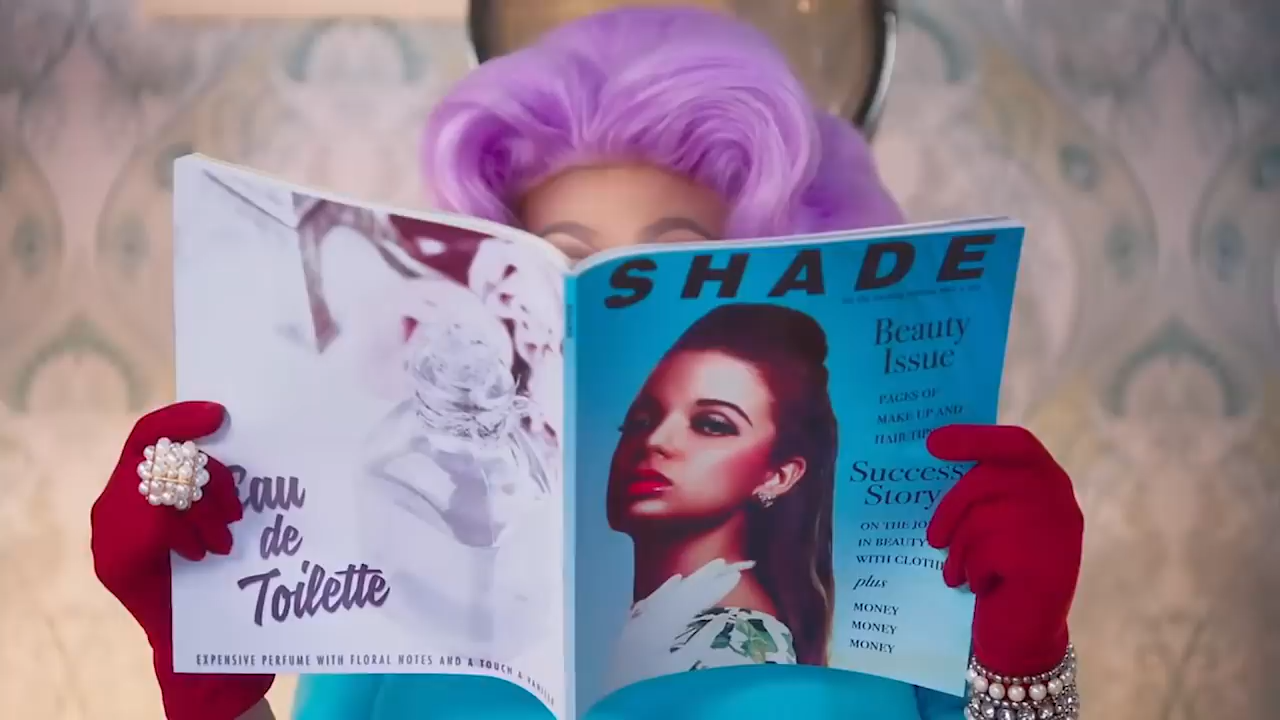 Eau
de
Toilette
EXPENSIVE PERFUME WITH FLORAL NOTES AND A TOUCH A VANILLA
SHADE
Beauty
Issue
PAGES OF
MAKE UP AND
HAIR TIPS
Success
Story
ON THE JO
IN BEAUTY
WITH CLOTHI
plus
MONEY
MONEY
MONEY